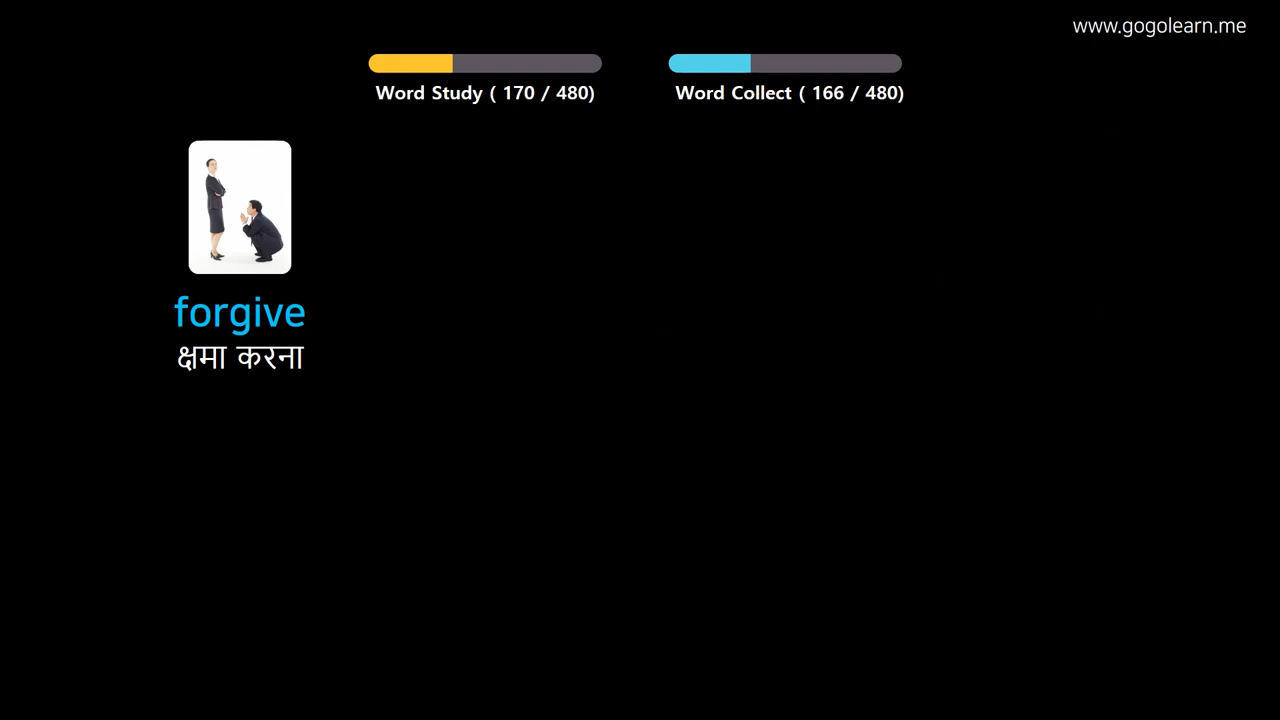 www.gogolearn.me
Word Study ( 170 / 480)
Word Collect ( 166 / 480)
forgive
क्षमा करना